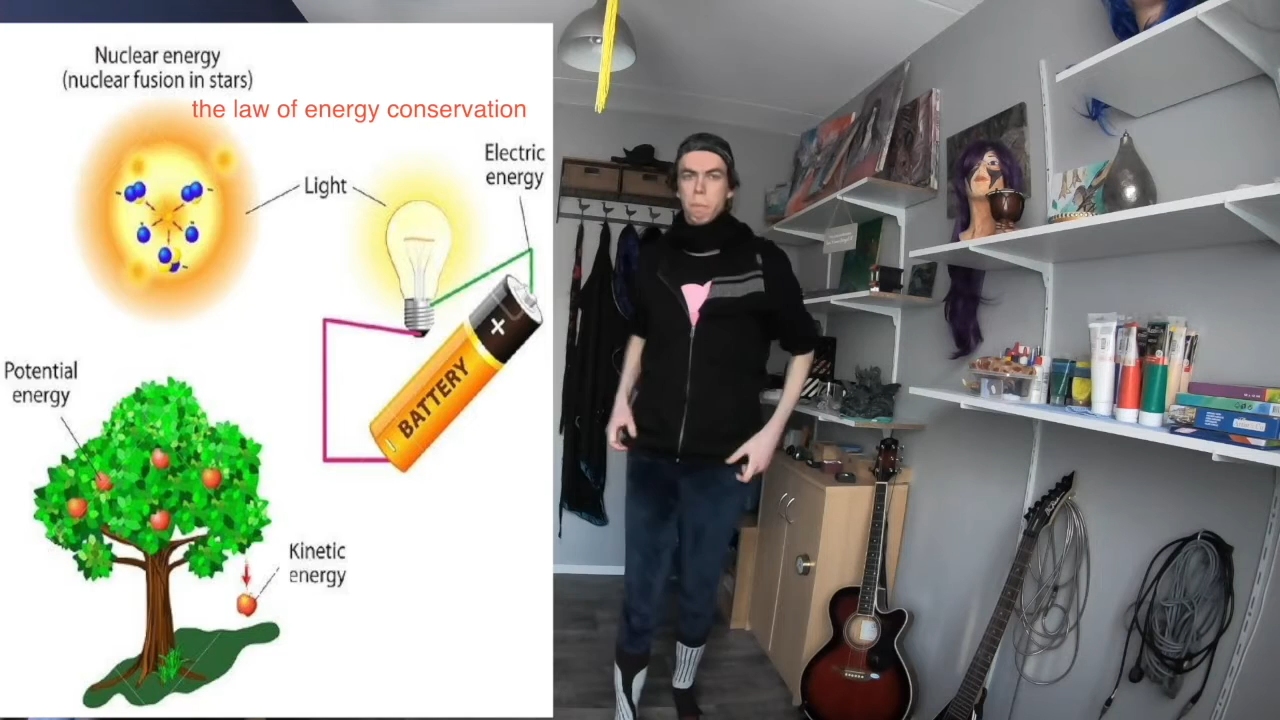 Nuclear energy
(nuclear fusion in stars)
the law of energy conservation
Light
Electric
energy
Potential
energy
+
BATTERY
Kinetic
energy